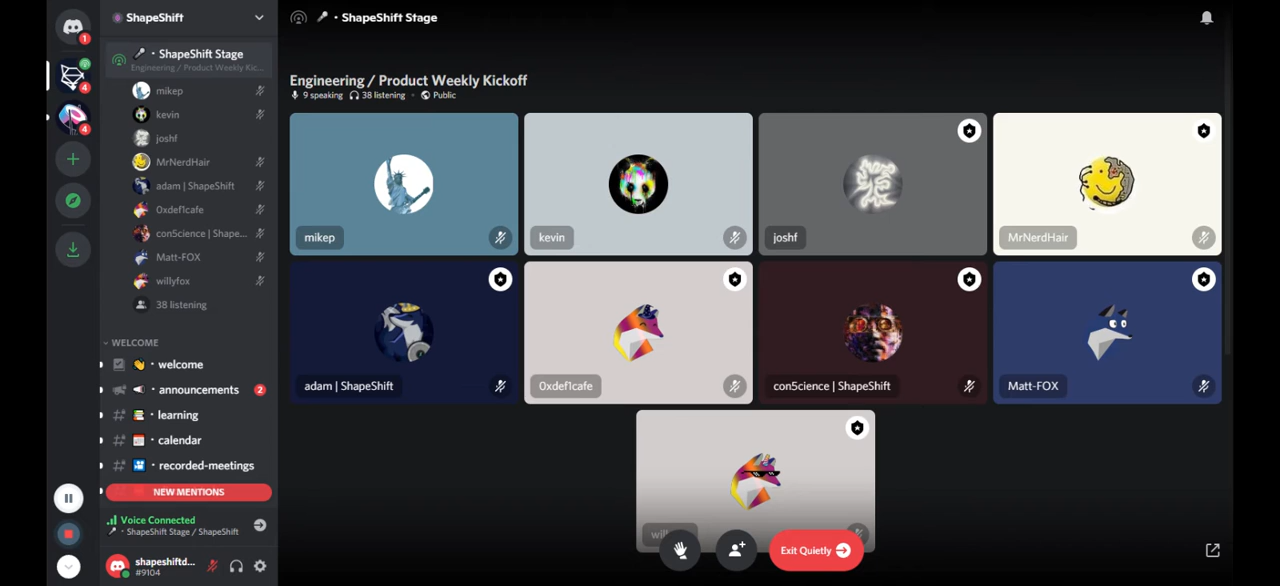 ShapeShift
ShapeShift Stage
Engineering / Product Weekly Kic...
mikep
kevin
joshf
MrNerdHair
adam | ShapeShift
0xdef1cafe
con5cience | Shape...
Matt-FOX
willyfox
38 listening
WELCOME
welcome
announcements 2
learning
calendar
recorded-meetings
NEW MENTIONS
Voice Connected
ShapeShift Stage / ShapeShift
shapeshiftd...
#9104
1
4
4
ShapeShift Stage
Engineering / Product Weekly Kickoff
9 speaking 38 listening • Public
mikep
kevin
joshf
MrNerdHair
adam | ShapeShift
0xdef1cafe
con5cience | ShapeShift
Matt-FOX
Exit Quietly